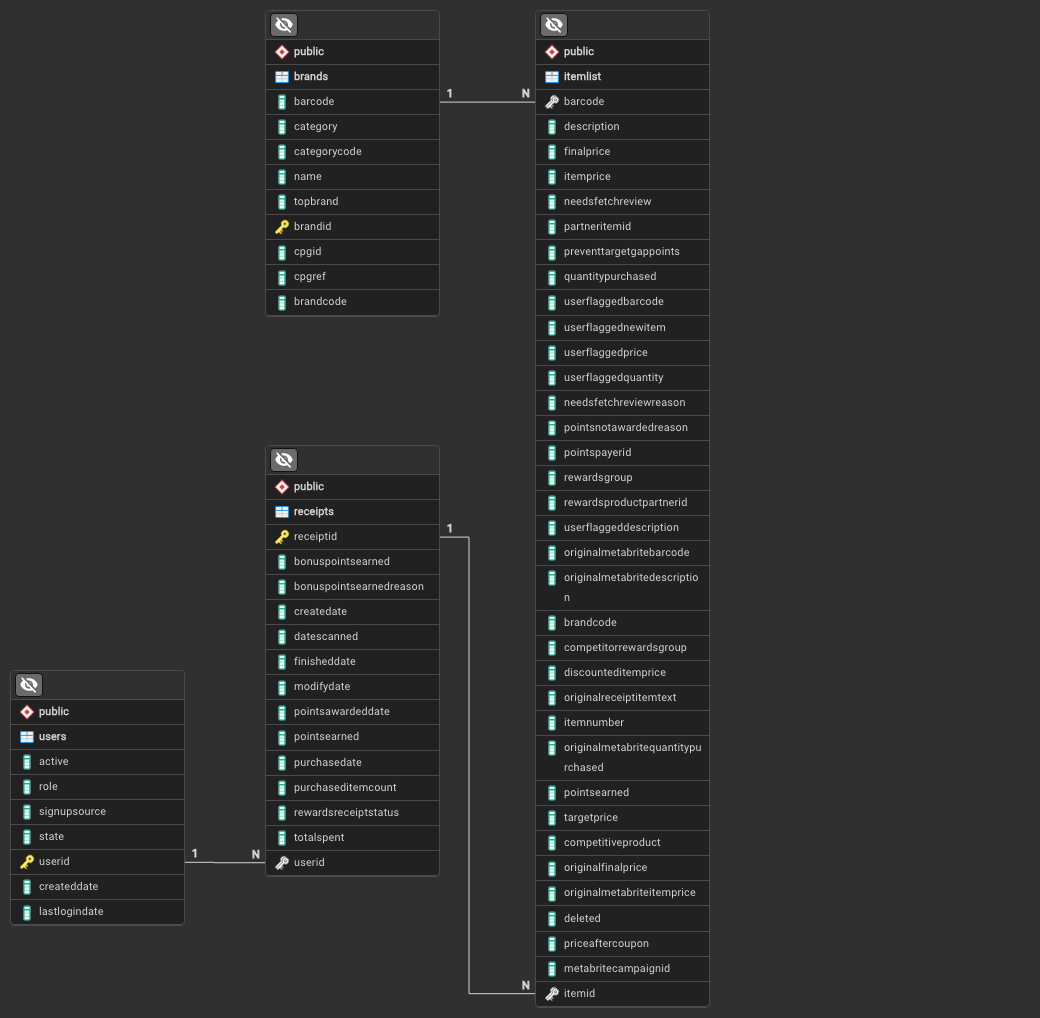 public
brands
barcode
category
categorycode
name
topbrand
brandid
cpgid
cpgref
brandcode
1
N
public
itemlist
barcode
description
finalprice
itemprice
needsfetchreview
partneritemid
preventtargetgappoints
quantitypurchased
userflaggedbarcode
userflaggednewitem
userflaggedprice
userflaggedquantity
needsfetchreviewreason
pointsnotawardedreason
pointspayerid
rewardsgroup
rewardsproductpartnerid
userflaggeddescription
originalmetabritebarcode
originalmetabritedescriptio
n
brandcode
competitorrewardsgroup
discounteditemprice
originalreceiptitemtext
itemnumber
originalmetabritequantitypu
rchased
pointsearned
targetprice
competitiveproduct
originalfinalprice
originalmetabriteitemprice
deleted
priceaftercoupon
metabritecampaignid
itemid
public
receipts
receiptid
bonuspointsearned
bonuspointsearnedreason
createdate
datescanned
finisheddate
modifydate
pointsawardeddate
pointsearned
purchasedate
purchaseditemcount
rewardsreceiptstatus
totalspent
userid
1
N
public
users
active
role
signupsource
state
userid
createddate
lastlogindate
1
N